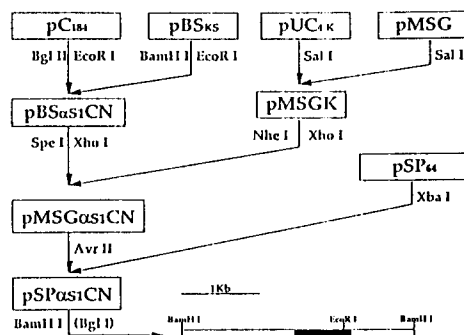 pC184 pBSKS pUC4K pMSG
Bgl II EcoR I BamH I EcoR I Sal I Sal I
pBSαS1CN pMSGK
Spe I Xho I Nhe I Xho I
pSP64
pMSGαS1CN Xba I
Avr II
pSPαS1CN 1Kb
BamH I (Bgl I) BamH I EcoR I BamH I